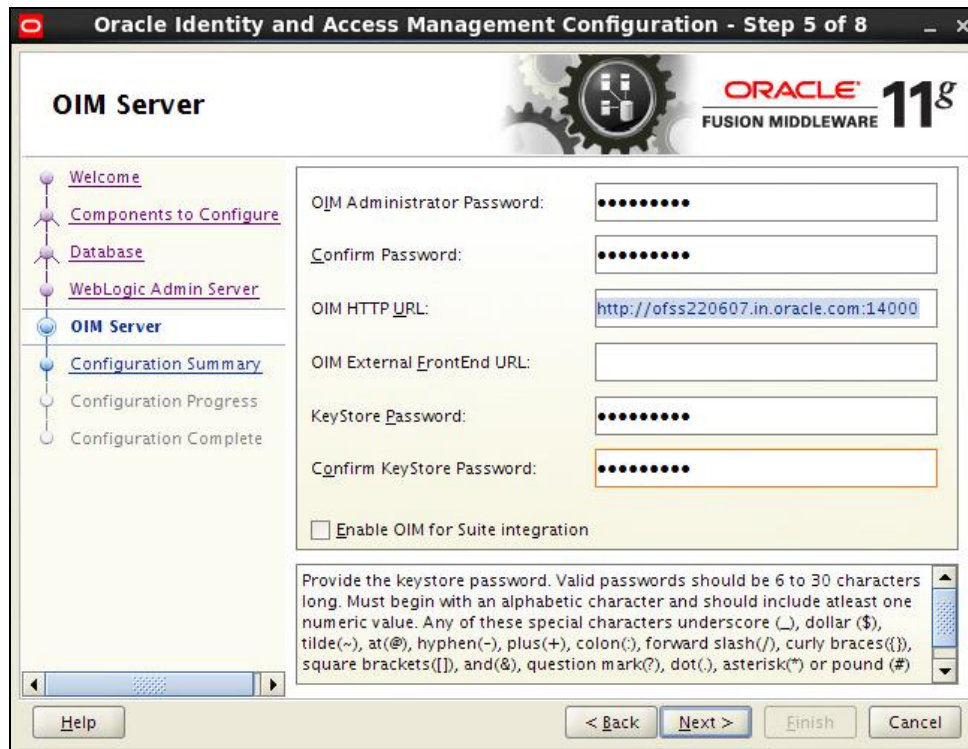 Oracle Identity and Access Management Configuration - Step 5 of 8
OIM Server
ORACLE
FUSION MIDDLEWARE
11g
Welcome
Components to Configure
Database
WebLogic Admin Server
OIM Server
Configuration Summary
Configuration Progress
Configuration Complete
OIM Administrator Password: •••••••••
Confirm Password: •••••••••
OIM HTTP URL: http://ofss220607.in.oracle.com:14000
OIM External FrontEnd URL:
KeyStore Password: •••••••••
Confirm KeyStore Password: •••••••••
Enable OIM for Suite integration
Provide the keystore password. Valid passwords should be 6 to 30 characters
long. Must begin with an alphabetic character and should include atleast one
numeric value. Any of these special characters underscore (_), dollar ($),
tilde(~), at(@), hyphen(-), plus(+), colon(:), forward slash(/), curly braces({}),
square brackets([]), and(&), question mark(?), dot(.), asterisk(*) or pound (#)
Help
< Back
Next >
Finish
Cancel